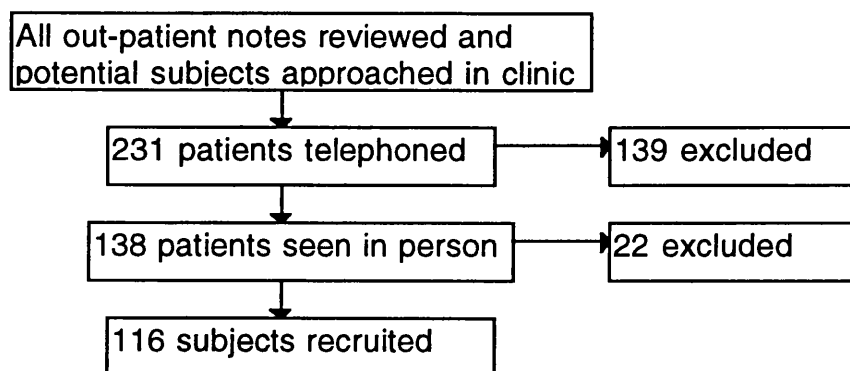 All out-patient notes reviewed and
potential subjects approached in clinic
231 patients telephoned
139 excluded
138 patients seen in person
22 excluded
116 subjects recruited